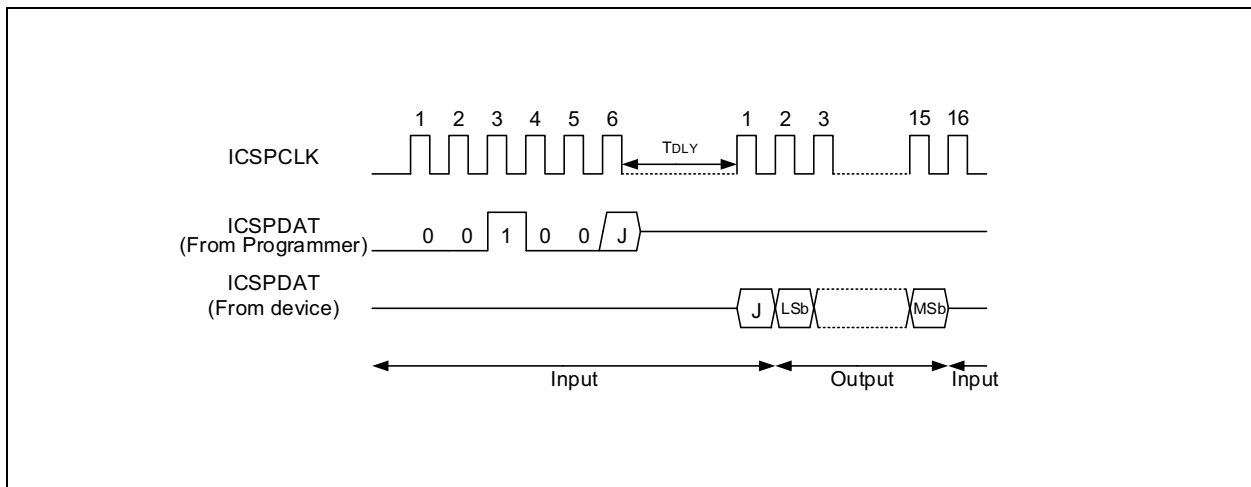 1 2 3 4 5 6 1 2 3 15 16
TDLY
ICSPCLK
ICSPDAT
(From Programmer)
0 0 1 0 0 J
ICSPDAT
(From device)
J LSb MSb
Input Output Input